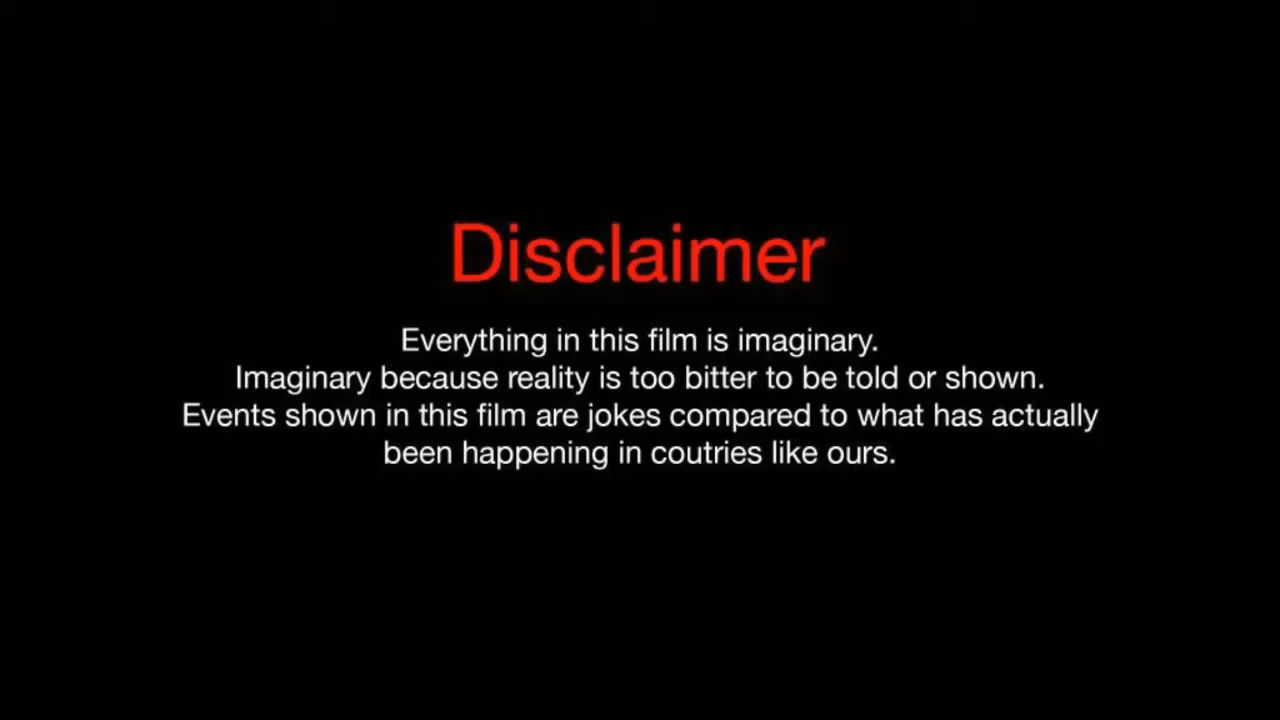 Disclaimer
Everything in this film is imaginary.
Imaginary because reality is too bitter to be told or shown.
Events shown in this film are jokes compared to what has actually
been happening in coutries like ours.